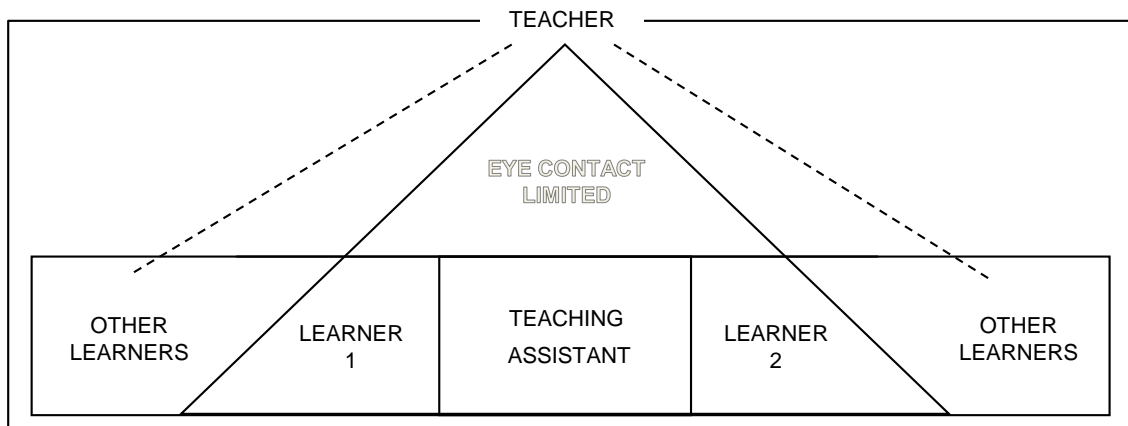 TEACHER
EYE CONTACT
LIMITED
OTHER
LEARNERS
LEARNER
1
TEACHING
ASSISTANT
LEARNER
2
OTHER
LEARNERS